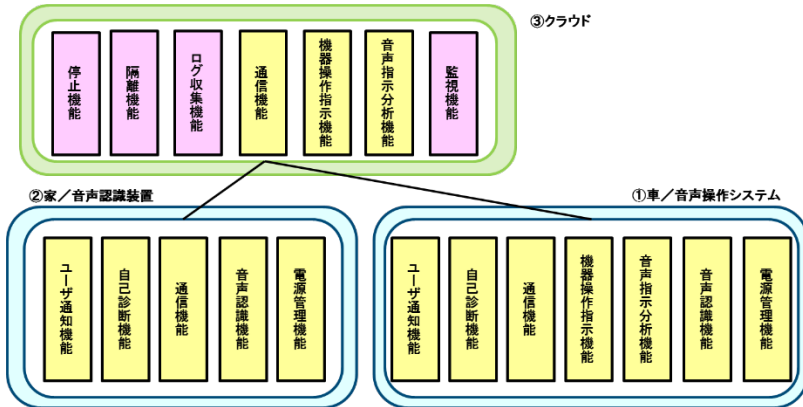 ③クラウド
停止機能
隔離機能
ログ収集機能
通信機能
機器操作指示機能
音声指示分析機能
監視機能
②家／音声認識装置
①車／音声操作システム
ユーザ通知機能
自己診断機能
通信機能
音声認識機能
電源管理機能
ユーザ通知機能
自己診断機能
通信機能
機器操作指示機能
音声指示分析機能
音声認識機能
電源管理機能